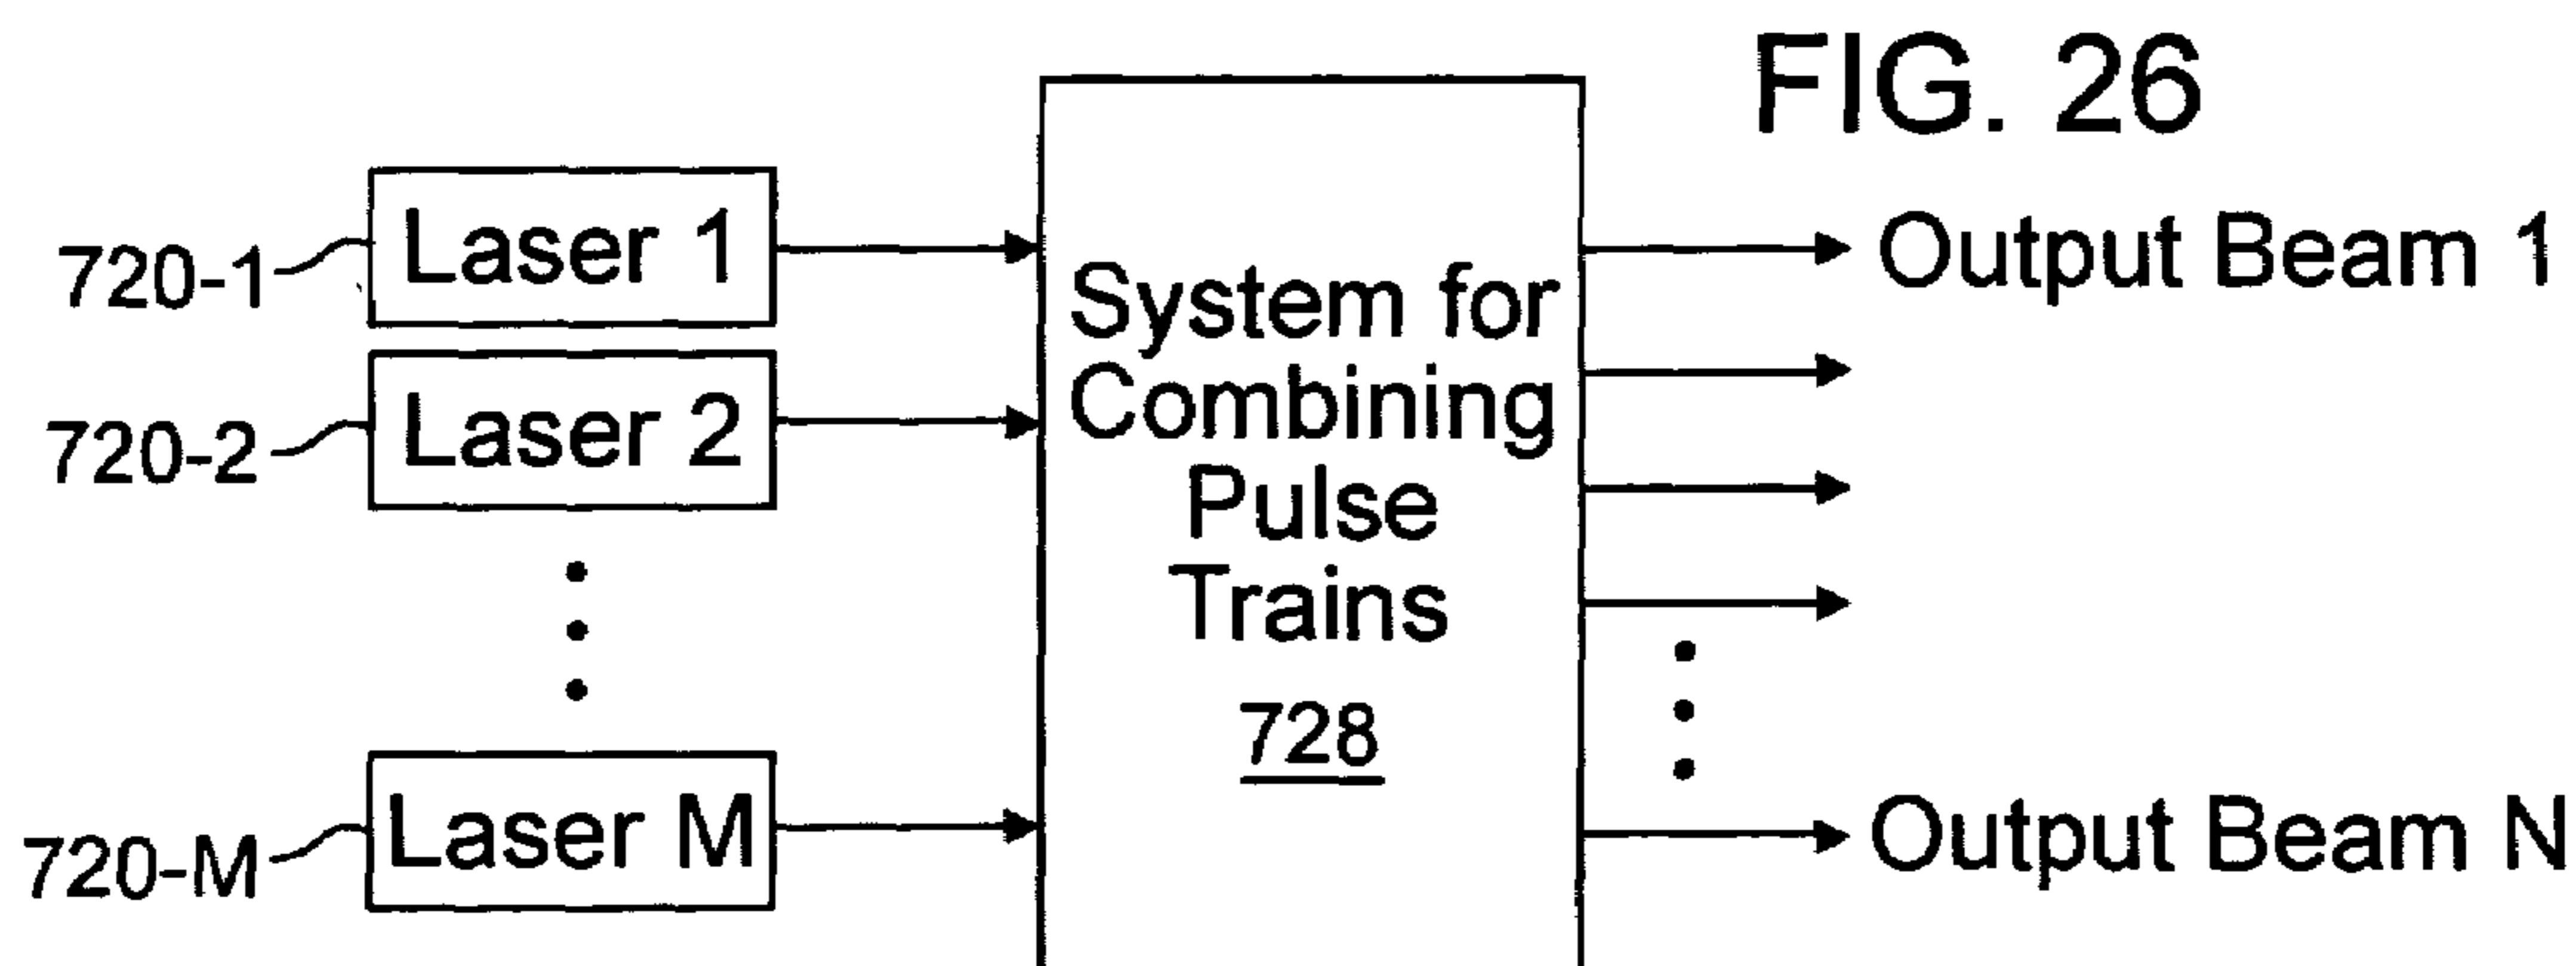 FIG. 26
720-1
Laser 1
720-2
Laser 2
720-M
Laser M
System for
Combining
Pulse
Trains
728
Output Beam 1
Output Beam N